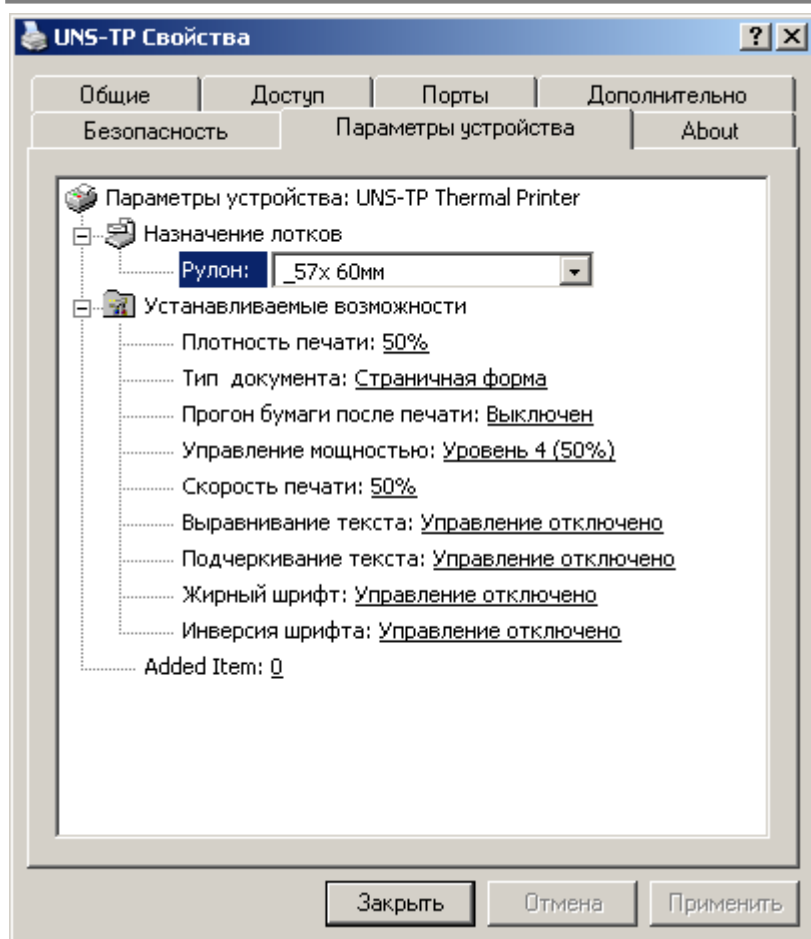 UNS-TP Свойства
Общие Доступ Порты Дополнительно
Безопасность Параметры устройства About
Параметры устройства: UNS-TP Thermal Printer
Назначение лотков
Рулон: _57x 60мм
Устанавливаемые возможности
Плотность печати: 50%
Тип документа: Страничная форма
Прогон бумаги после печати: Выключен
Управление мощностью: Уровень 4 (50%)
Скорость печати: 50%
Выравнивание текста: Управление отключено
Подчеркивание текста: Управление отключено
Жирный шрифт: Управление отключено
Инверсия шрифта: Управление отключено
Added Item: 0
Закрыть Отмена Применить